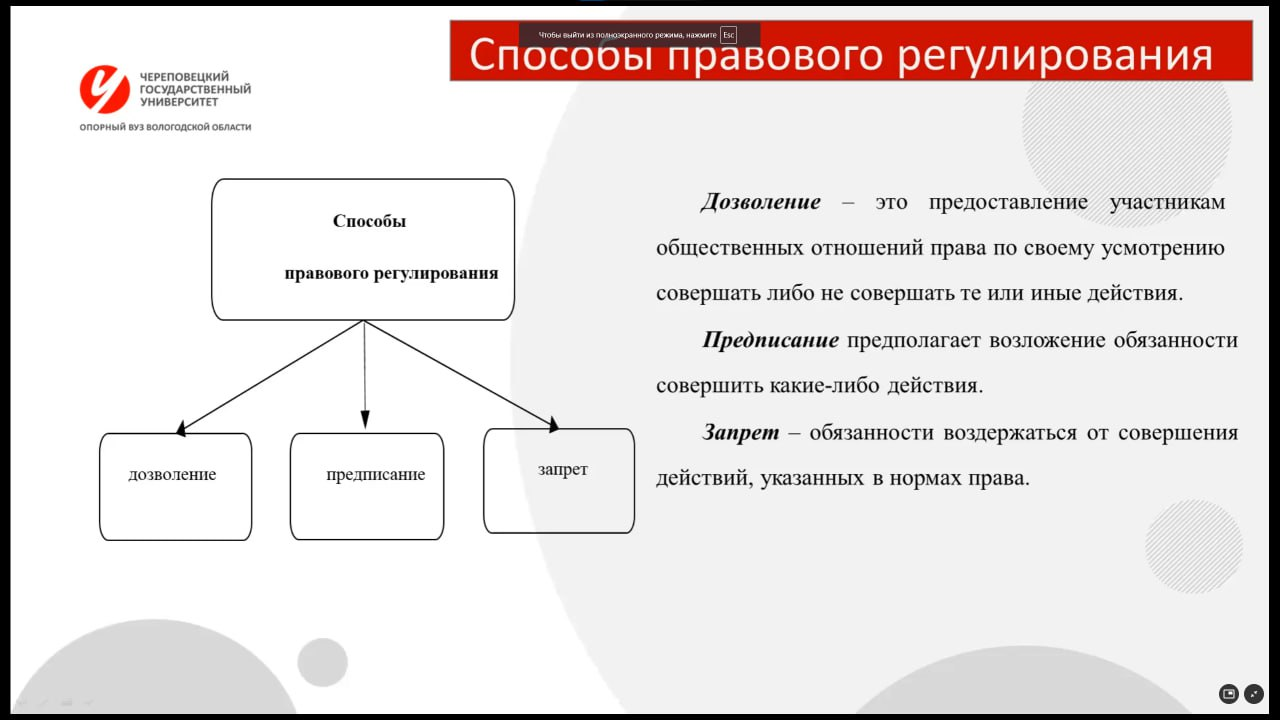 Чтобы выйти из полноэкранного режима, нажмите Esc
Способы правового регулирования
ЧЕРЕПОВЕЦКИЙ
ГОСУДАРСТВЕННЫЙ
УНИВЕРСИТЕТ
ОПОРНЫЙ ВУЗ ВОЛОГОДСКОЙ ОБЛАСТИ
Способы
правового регулирования
дозволение
предписание
запрет
Дозволение – это предоставление участникам
общественных отношений права по своему усмотрению
совершать либо не совершать те или иные действия.
Предписание предполагает возложение обязанности
совершить какие-либо действия.
Запрет – обязанности воздержаться от совершения
действий, указанных в нормах права.